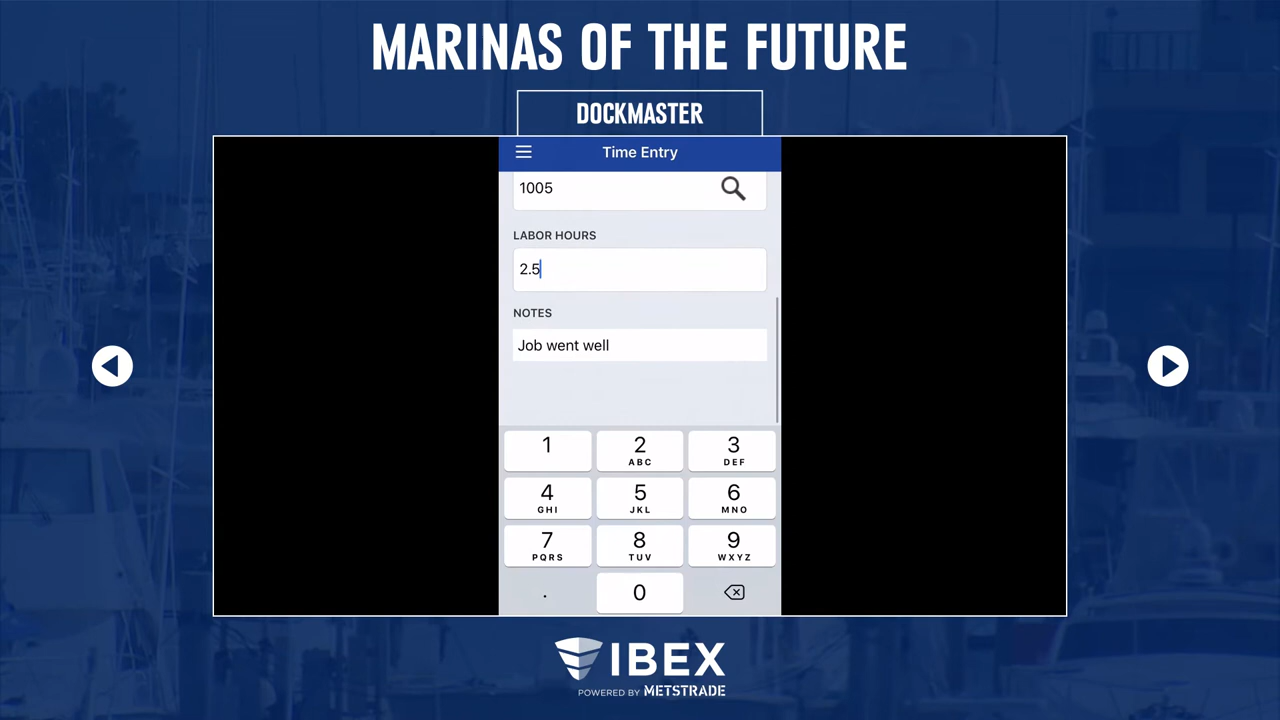 MARINAS OF THE FUTURE
DOCKMASTER
Time Entry
1005
LABOR HOURS
2.5
NOTES
Job went well
1
2
ABC
3
DEF
4
GHI
5
JKL
6
MNO
7
PQRS
8
TUV
9
WXYZ
.
0
IBEX
POWERED BY METSTRADE